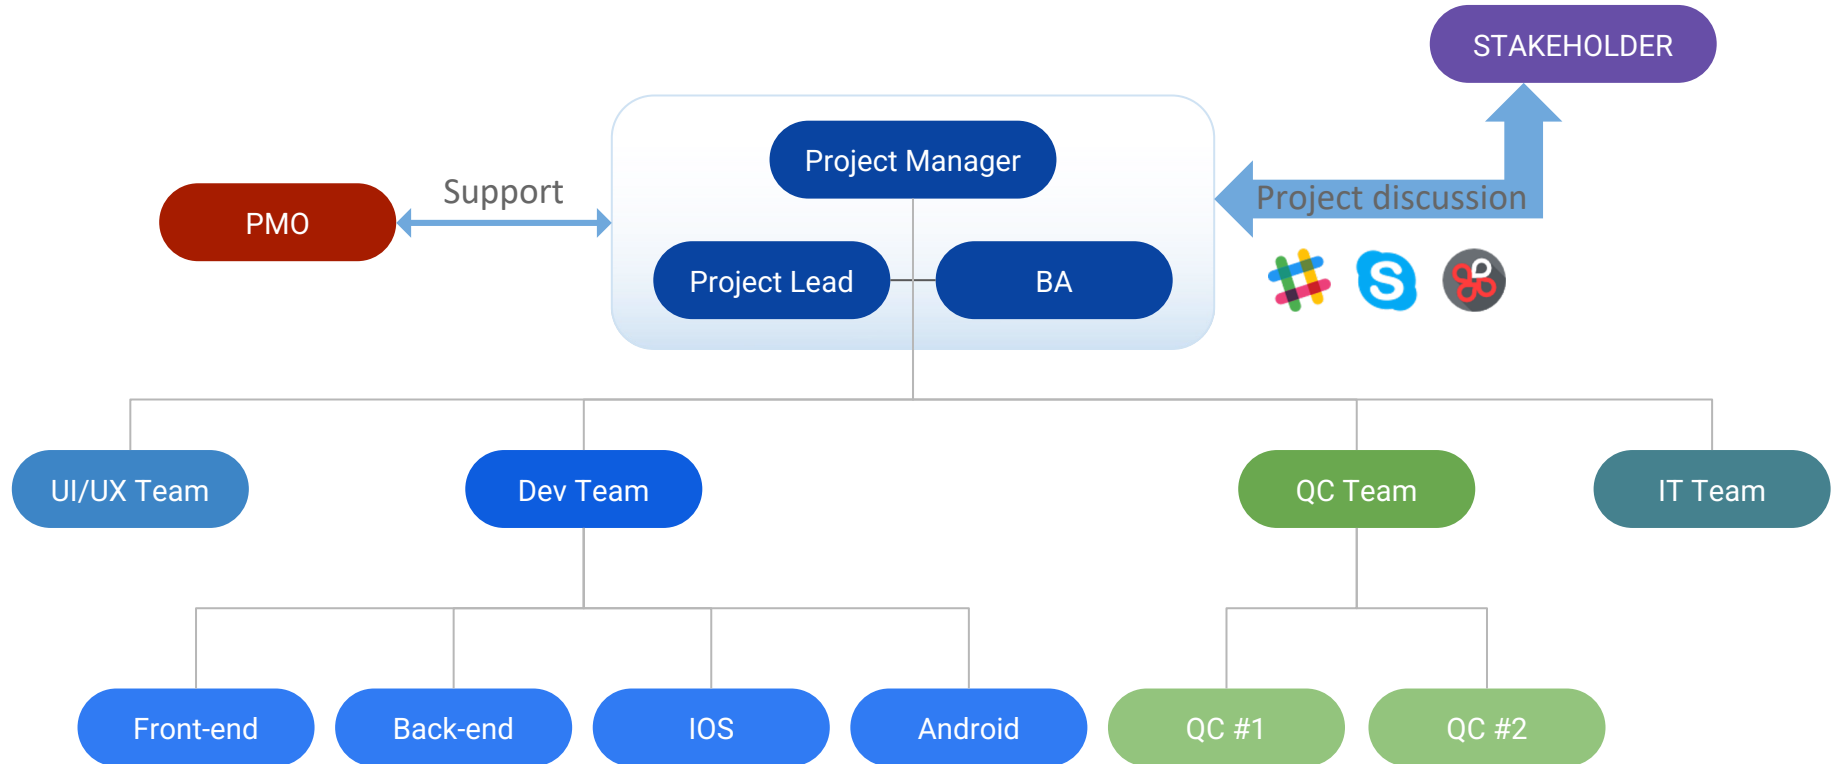 STAKEHOLDER
Project Manager
Support
Project discussion
PMO
Project Lead
BA
UI/UX Team
Dev Team
QC Team
IT Team
Front-end
Back-end
IOS
Android
QC #1
QC #2